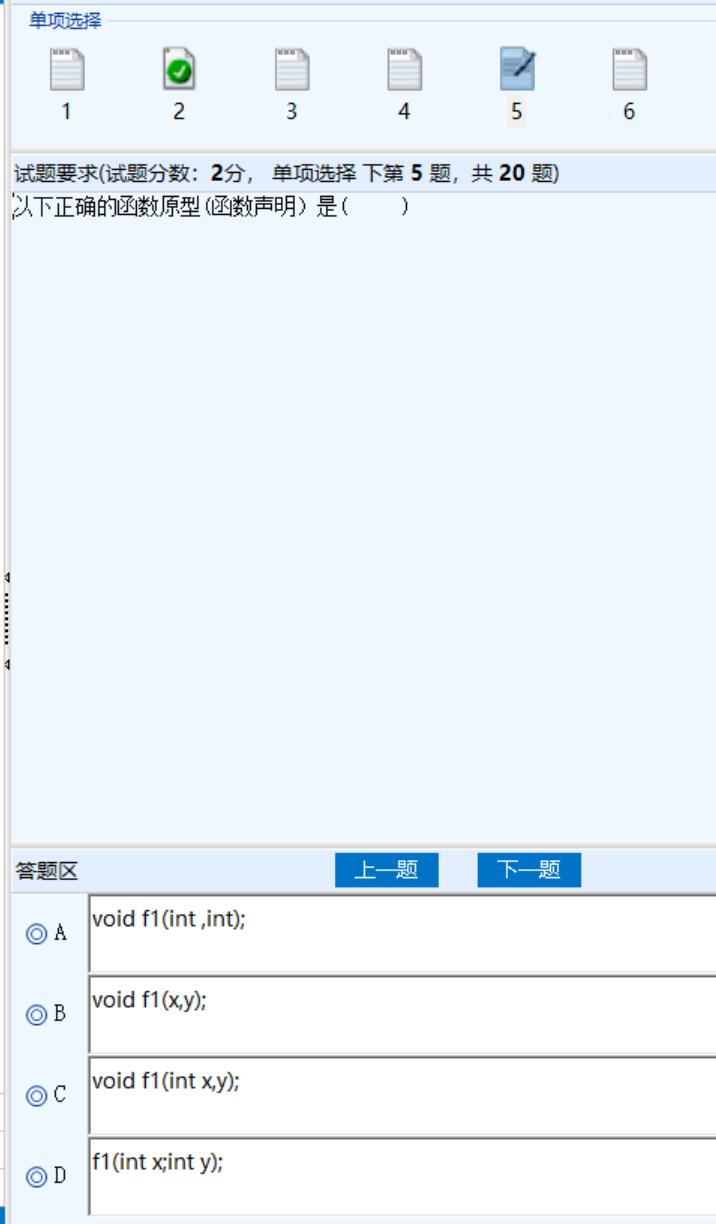 单项选择
1 2 3 4 5 6
试题要求(试题分数：2分， 单项选择 下第 5 题，共 20 题)
以下正确的函数原型(函数声明) 是( )
答题区 上一题 下一题
A void f1(int ,int);
B void f1(x,y);
C void f1(int x,y);
D f1(int x;int y);